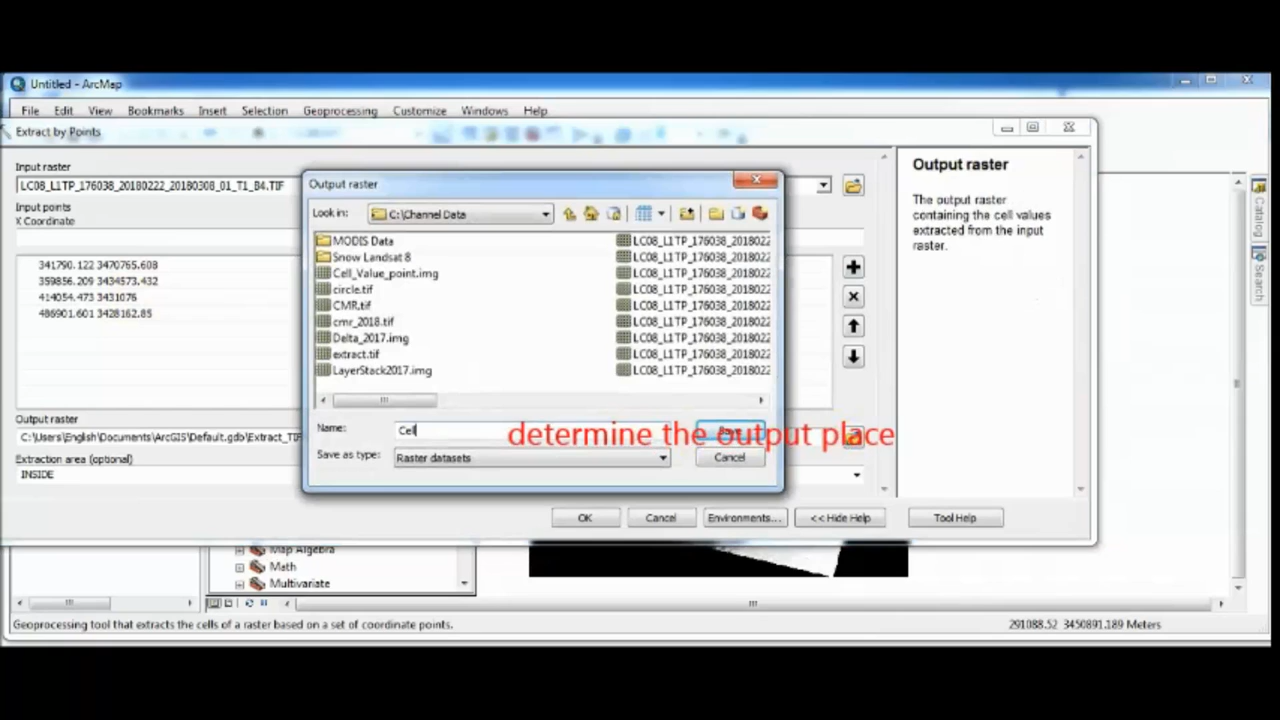 Untitled - ArcMap
File Edit View Bookmarks Insert Selection Geoprocessing Customize Windows Help
Extract by Points
Input raster
LC08_L1TP_176038_20180222_20180308_01_T1_B4.TIF
Input points
X Coordinate
341790.122 3470765.608
359856.209 3434573.432
414054.473 3431076
486901.601 3428162.85
Output raster
C:\Users\English\Documents\ArcGIS\Default.gdb\Extract_TIF
Extraction area (optional)
INSIDE
Output raster
Look in: C:\Channel Data
MODIS Data
Snow Landsat 8
Cell_Value_point.img
circle.tif
CMR.tif
cmr_2018.tif
Delta_2017.img
extract.tif
LayerStack2017.img
LC08_L1TP_176038_2018022
LC08_L1TP_176038_2018022
LC08_L1TP_176038_2018022
LC08_L1TP_176038_2018022
LC08_L1TP_176038_2018022
LC08_L1TP_176038_2018022
LC08_L1TP_176038_2018022
LC08_L1TP_176038_2018022
LC08_L1TP_176038_2018022
Name: Cell
Save
determine the output place
Save as type: Raster datasets
Cancel
Output raster
The output raster
containing the cell values
extracted from the input
raster.
OK Cancel Environments... << Hide Help Tool Help
Catalog
Search
Map Algebra
Math
Multivariate
Geoprocessing tool that extracts the cells of a raster based on a set of coordinate points.
291088.52 3450891.189 Meters